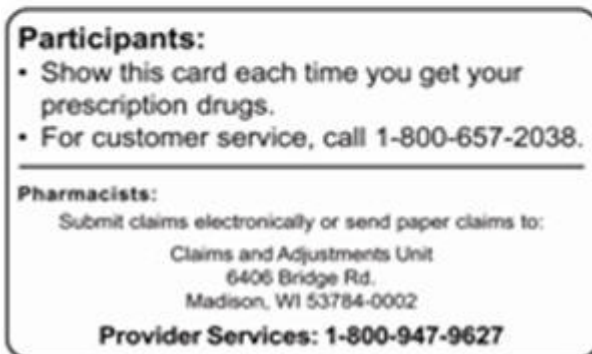 Participants:
• Show this card each time you get your
prescription drugs.
• For customer service, call 1-800-657-2038.
Pharmacists:
Submit claims electronically or send paper claims to:
Claims and Adjustments Unit
6406 Bridge Rd.
Madison, WI 53784-0002
Provider Services: 1-800-947-9627